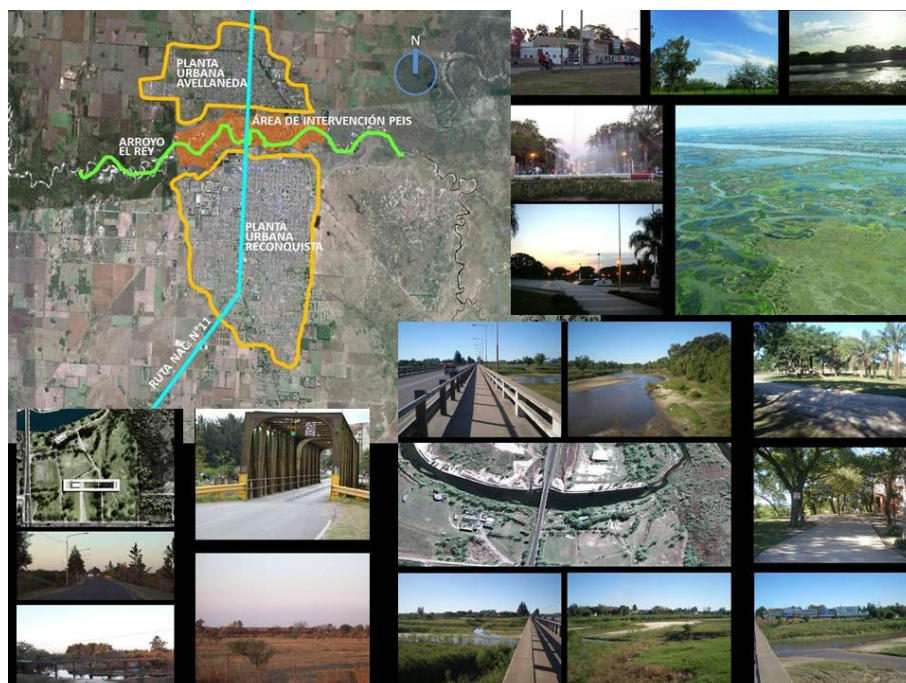 PLANTA
URBANA
AVELLANEDA
N
ÁREA DE INTERVENCIÓN PEIS
ARROYO
EL REY
PLANTA
URBANA
RECONQUISTA
RUTA NAC. N°11